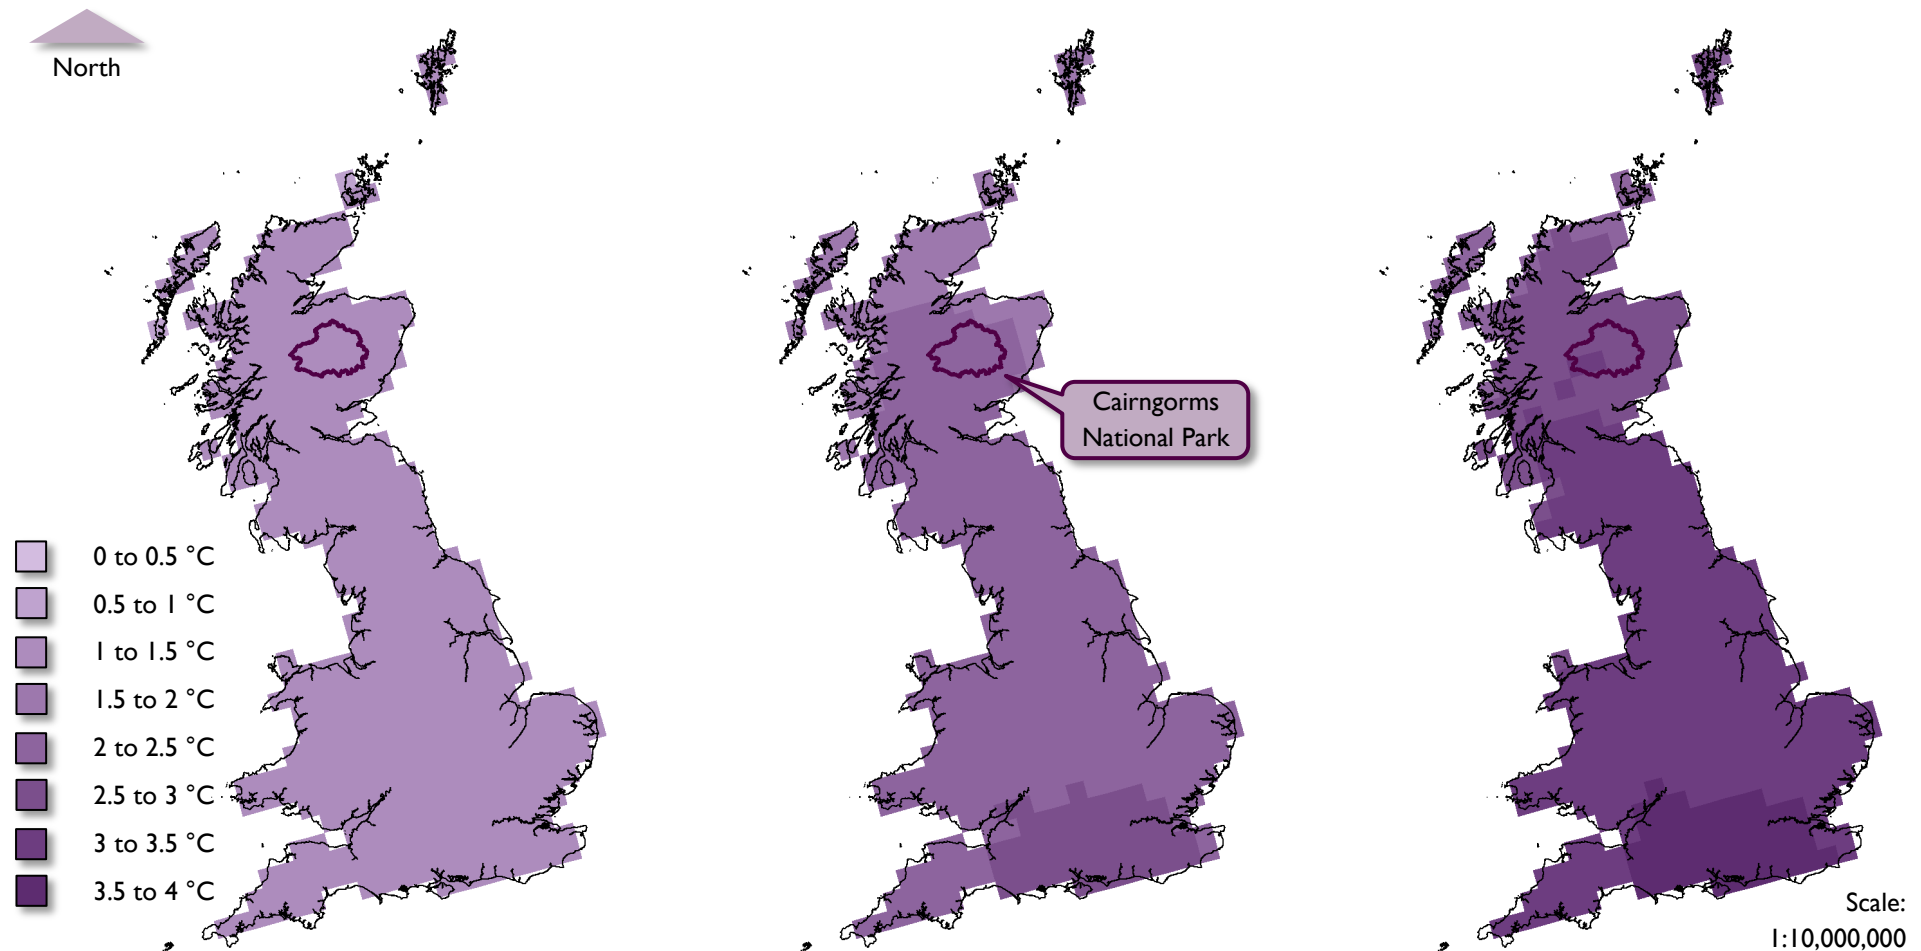 North
Cairngorms
National Park
0 to 0.5 °C
0.5 to 1 °C
1 to 1.5 °C
1.5 to 2 °C
2 to 2.5 °C
2.5 to 3 °C
3 to 3.5 °C
3.5 to 4 °C
Scale:
1:10,000,000